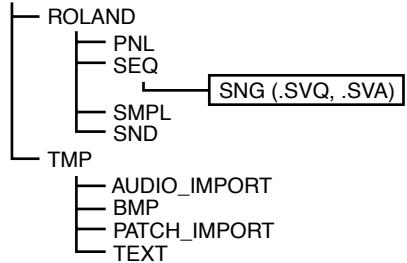 ROLAND
PNL
SEQ
SNG (.SVQ, .SVA)
SMPL
SND
TMP
AUDIO_IMPORT
BMP
PATCH_IMPORT
TEXT